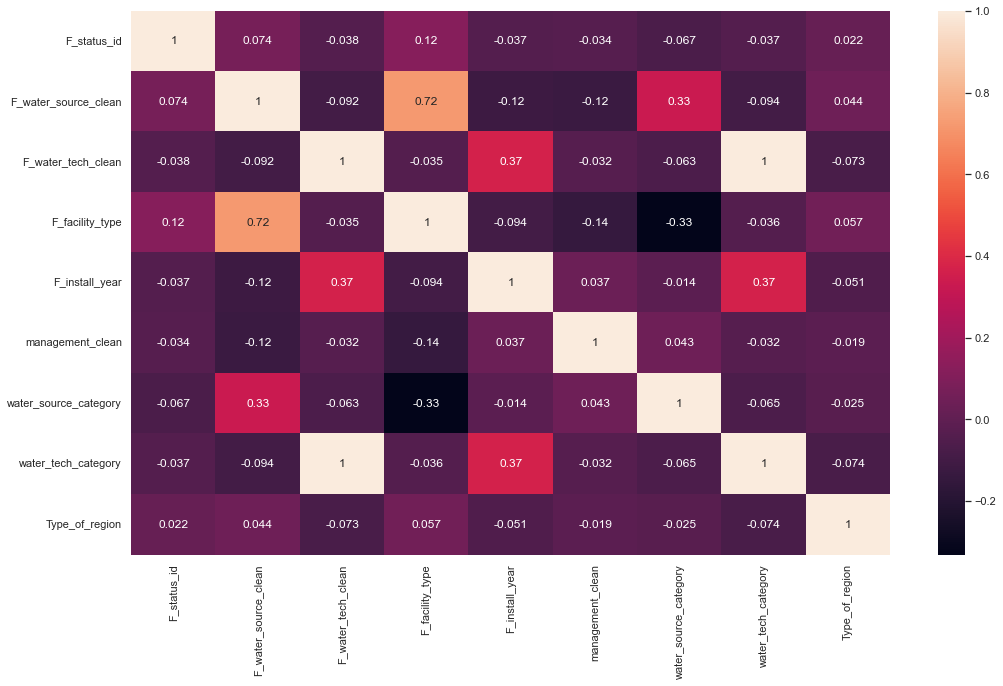 F_status_id 1 0.074 -0.038 0.12 -0.037 -0.034 -0.067 -0.037 0.022
F_water_source_clean 0.074 1 -0.092 0.72 -0.12 -0.12 0.33 -0.094 0.044
F_water_tech_clean -0.038 -0.092 1 -0.035 0.37 -0.032 -0.063 1 -0.073
F_facility_type 0.12 0.72 -0.035 1 -0.094 -0.14 -0.33 -0.036 0.057
F_install_year -0.037 -0.12 0.37 -0.094 1 0.037 -0.014 0.37 -0.051
management_clean -0.034 -0.12 -0.032 -0.14 0.037 1 0.043 -0.032 -0.019
water_source_category -0.067 0.33 -0.063 -0.33 -0.014 0.043 1 -0.065 -0.025
water_tech_category -0.037 -0.094 1 -0.036 0.37 -0.032 -0.065 1 -0.074
Type_of_region 0.022 0.044 -0.073 0.057 -0.051 -0.019 -0.025 -0.074 1
F_status_id
F_water_source_clean
F_water_tech_clean
F_facility_type
F_install_year
management_clean
water_source_category
water_tech_category
Type_of_region
1.0
0.8
0.6
0.4
0.2
0.0
−0.2